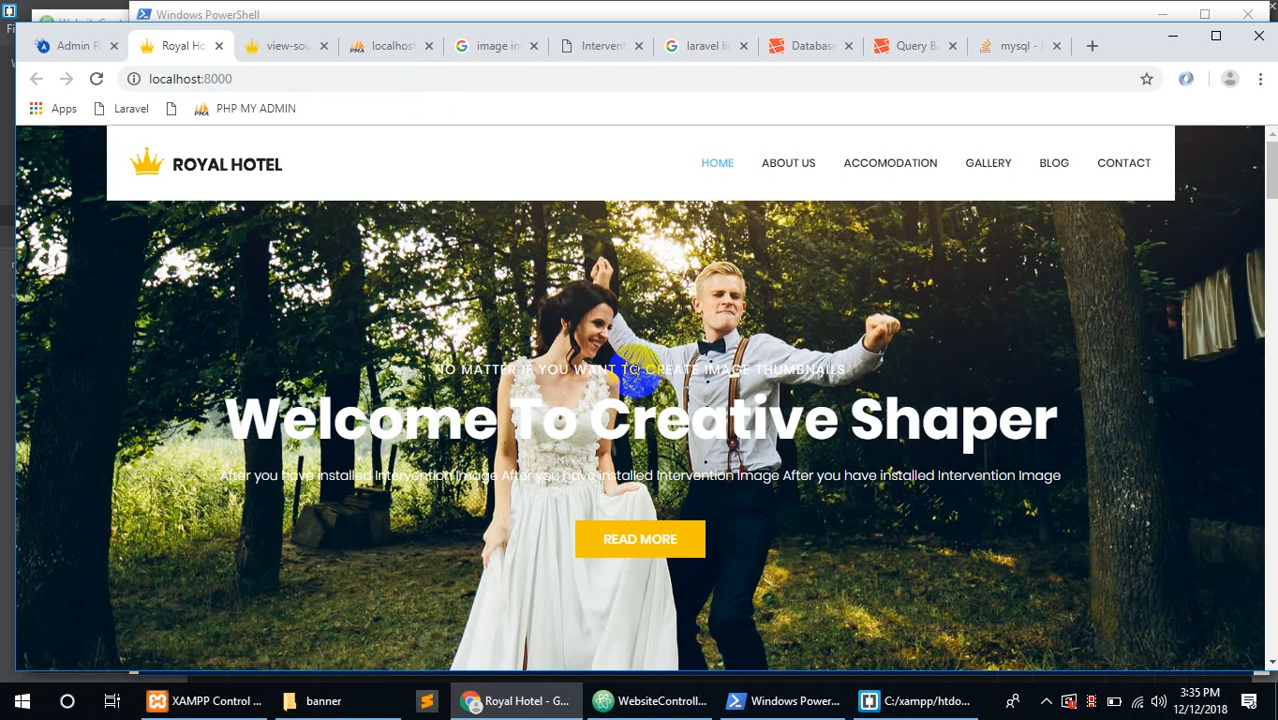 Windows PowerShell
Admin P
Royal Ho
view-sou
localhost
image in
Intervent
laravel lin
Database
Query B
mysql -
localhost:8000
Apps
Laravel
PHP MY ADMIN
ROYAL HOTEL
HOME
ABOUT US
ACCOMODATION
GALLERY
BLOG
CONTACT
NO MATTER IF YOU WANT TO CREATE IMAGE THUMBNAILS
Welcome To Creative Shaper
After you have installed Intervention Image After you have installed Intervention Image After you have installed Intervention Image
READ MORE
XAMPP Control ...
banner
Royal Hotel - G...
WebsiteControll...
Windows Power...
C:/xampp/htdo...
3:35 PM
12/12/2018